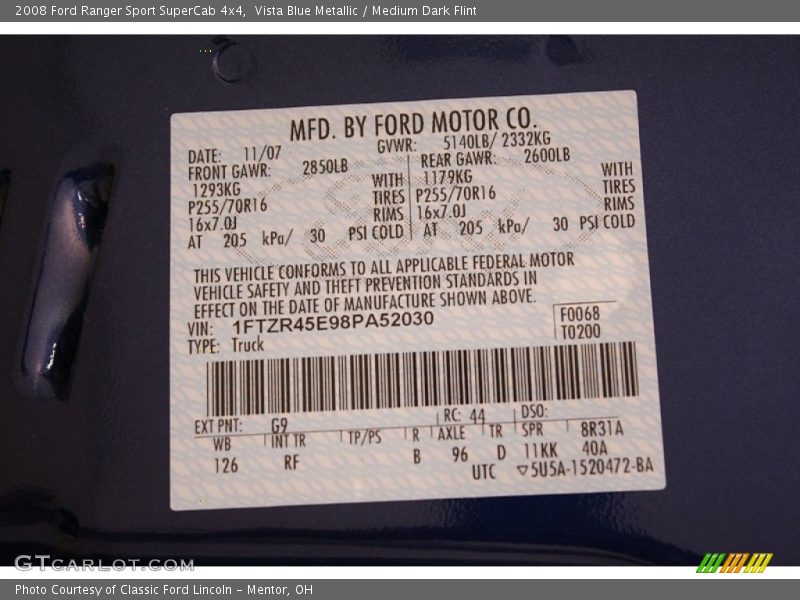 2008 Ford Ranger Sport SuperCab 4x4,  Vista Blue Metallic / Medium Dark Flint
MFD. BY FORD MOTOR CO.
DATE: 11/07 GVWR: 5140LB/ 2332KG
FRONT GAWR: 2850LB REAR GAWR: 2600LB
1293KG WITH 1179KG WITH
P255/70R16 TIRES P255/70R16 TIRES
16x7.0J RIMS 16x7.0J RIMS
AT 205 kPa/ 30 PSI COLD AT 205 kPa/ 30 PSI COLD
THIS VEHICLE CONFORMS TO ALL APPLICABLE FEDERAL MOTOR
VEHICLE SAFETY AND THEFT PREVENTION STANDARDS IN
EFFECT ON THE DATE OF MANUFACTURE SHOWN ABOVE.
VIN: 1FTZR45E98PA52030 F0068
TYPE: Truck T0200
EXT PNT: G9 RC: 44 DSO:
WB INT TR TP/PS R AXLE TR SPR 8R31A
126 RF B 96 D 11KK 40A
UTC ▽5U5A-1520472-BA
GTCARLOT.COM
Photo Courtesy of Classic Ford Lincoln – Mentor, OH